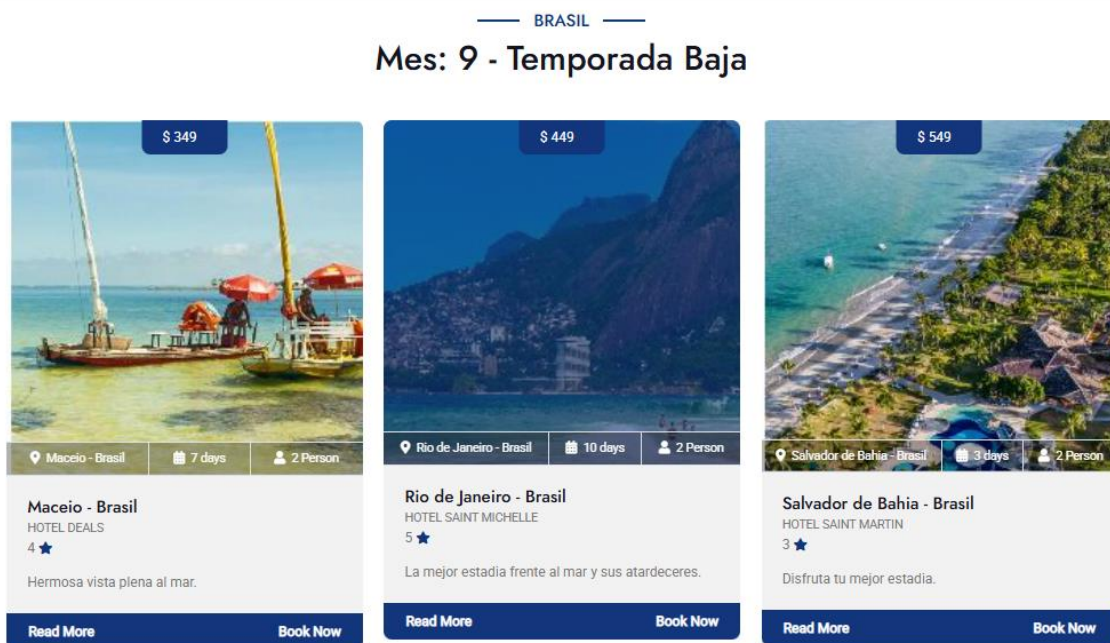 BRASIL
Mes: 9 - Temporada Baja
$ 349
Maceio - Brasil
7 days
2 Person
Maceio - Brasil
HOTEL DEALS
4
Hermosa vista plena al mar.
Read More
Book Now
$ 449
Rio de Janeiro - Brasil
10 days
2 Person
Rio de Janeiro - Brasil
HOTEL SAINT MICHELLE
5
La mejor estadia frente al mar y sus atardeceres.
Read More
Book Now
$ 549
Salvador de Bahia - Brasil
3 days
2 Person
Salvador de Bahia - Brasil
HOTEL SAINT MARTIN
3
Disfruta tu mejor estadia.
Read More
Book Now